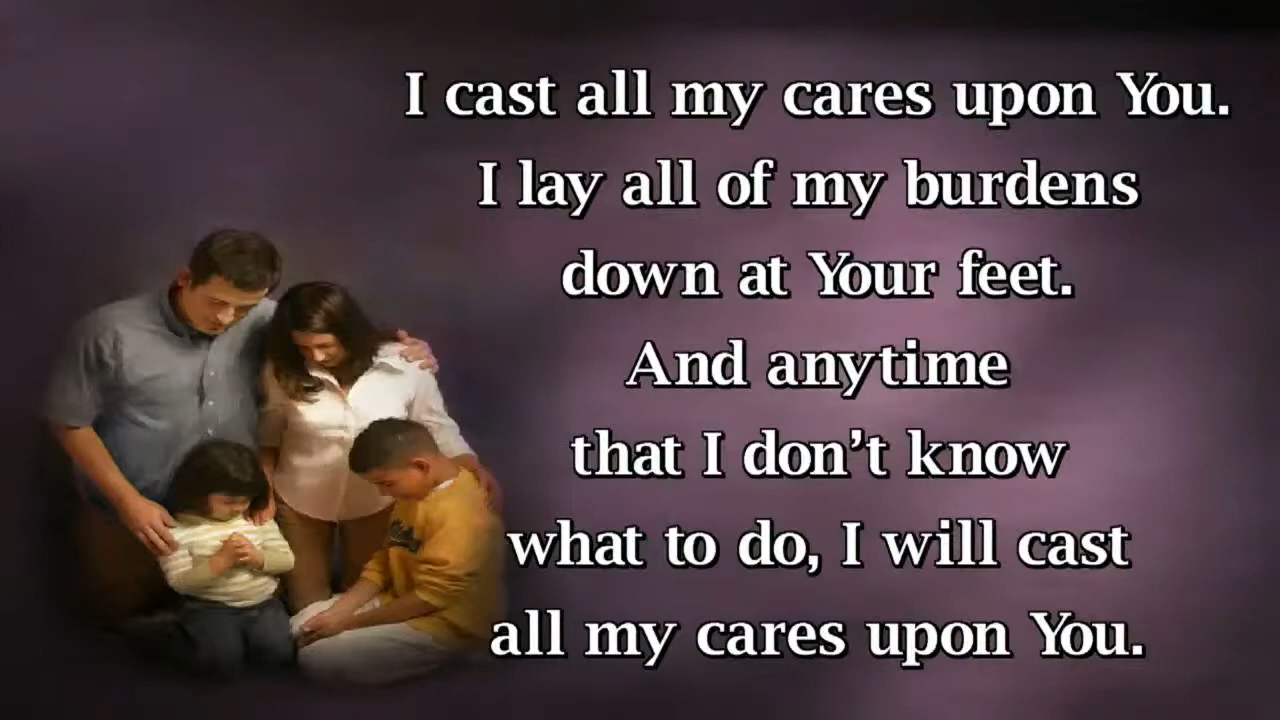 I cast all my cares upon You.
I lay all of my burdens
down at Your feet.
And anytime
that I don't know
what to do, I will cast
all my cares upon You.